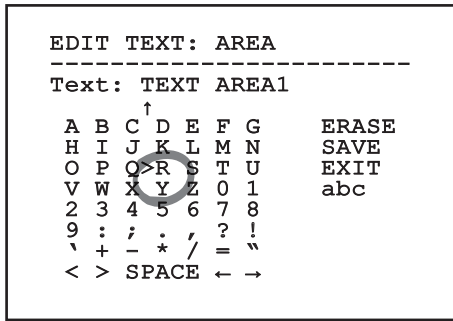 EDIT TEXT: AREA
------------------------
Text: TEXT AREA1
↑
A B C D E F G ERASE
H I J K L M N SAVE
O P Q>R S T U EXIT
V W X Y Z 0 1 abc
2 3 4 5 6 7 8
9 : ; . , ? !
‵ + - * / = ‶
< > SPACE ← →